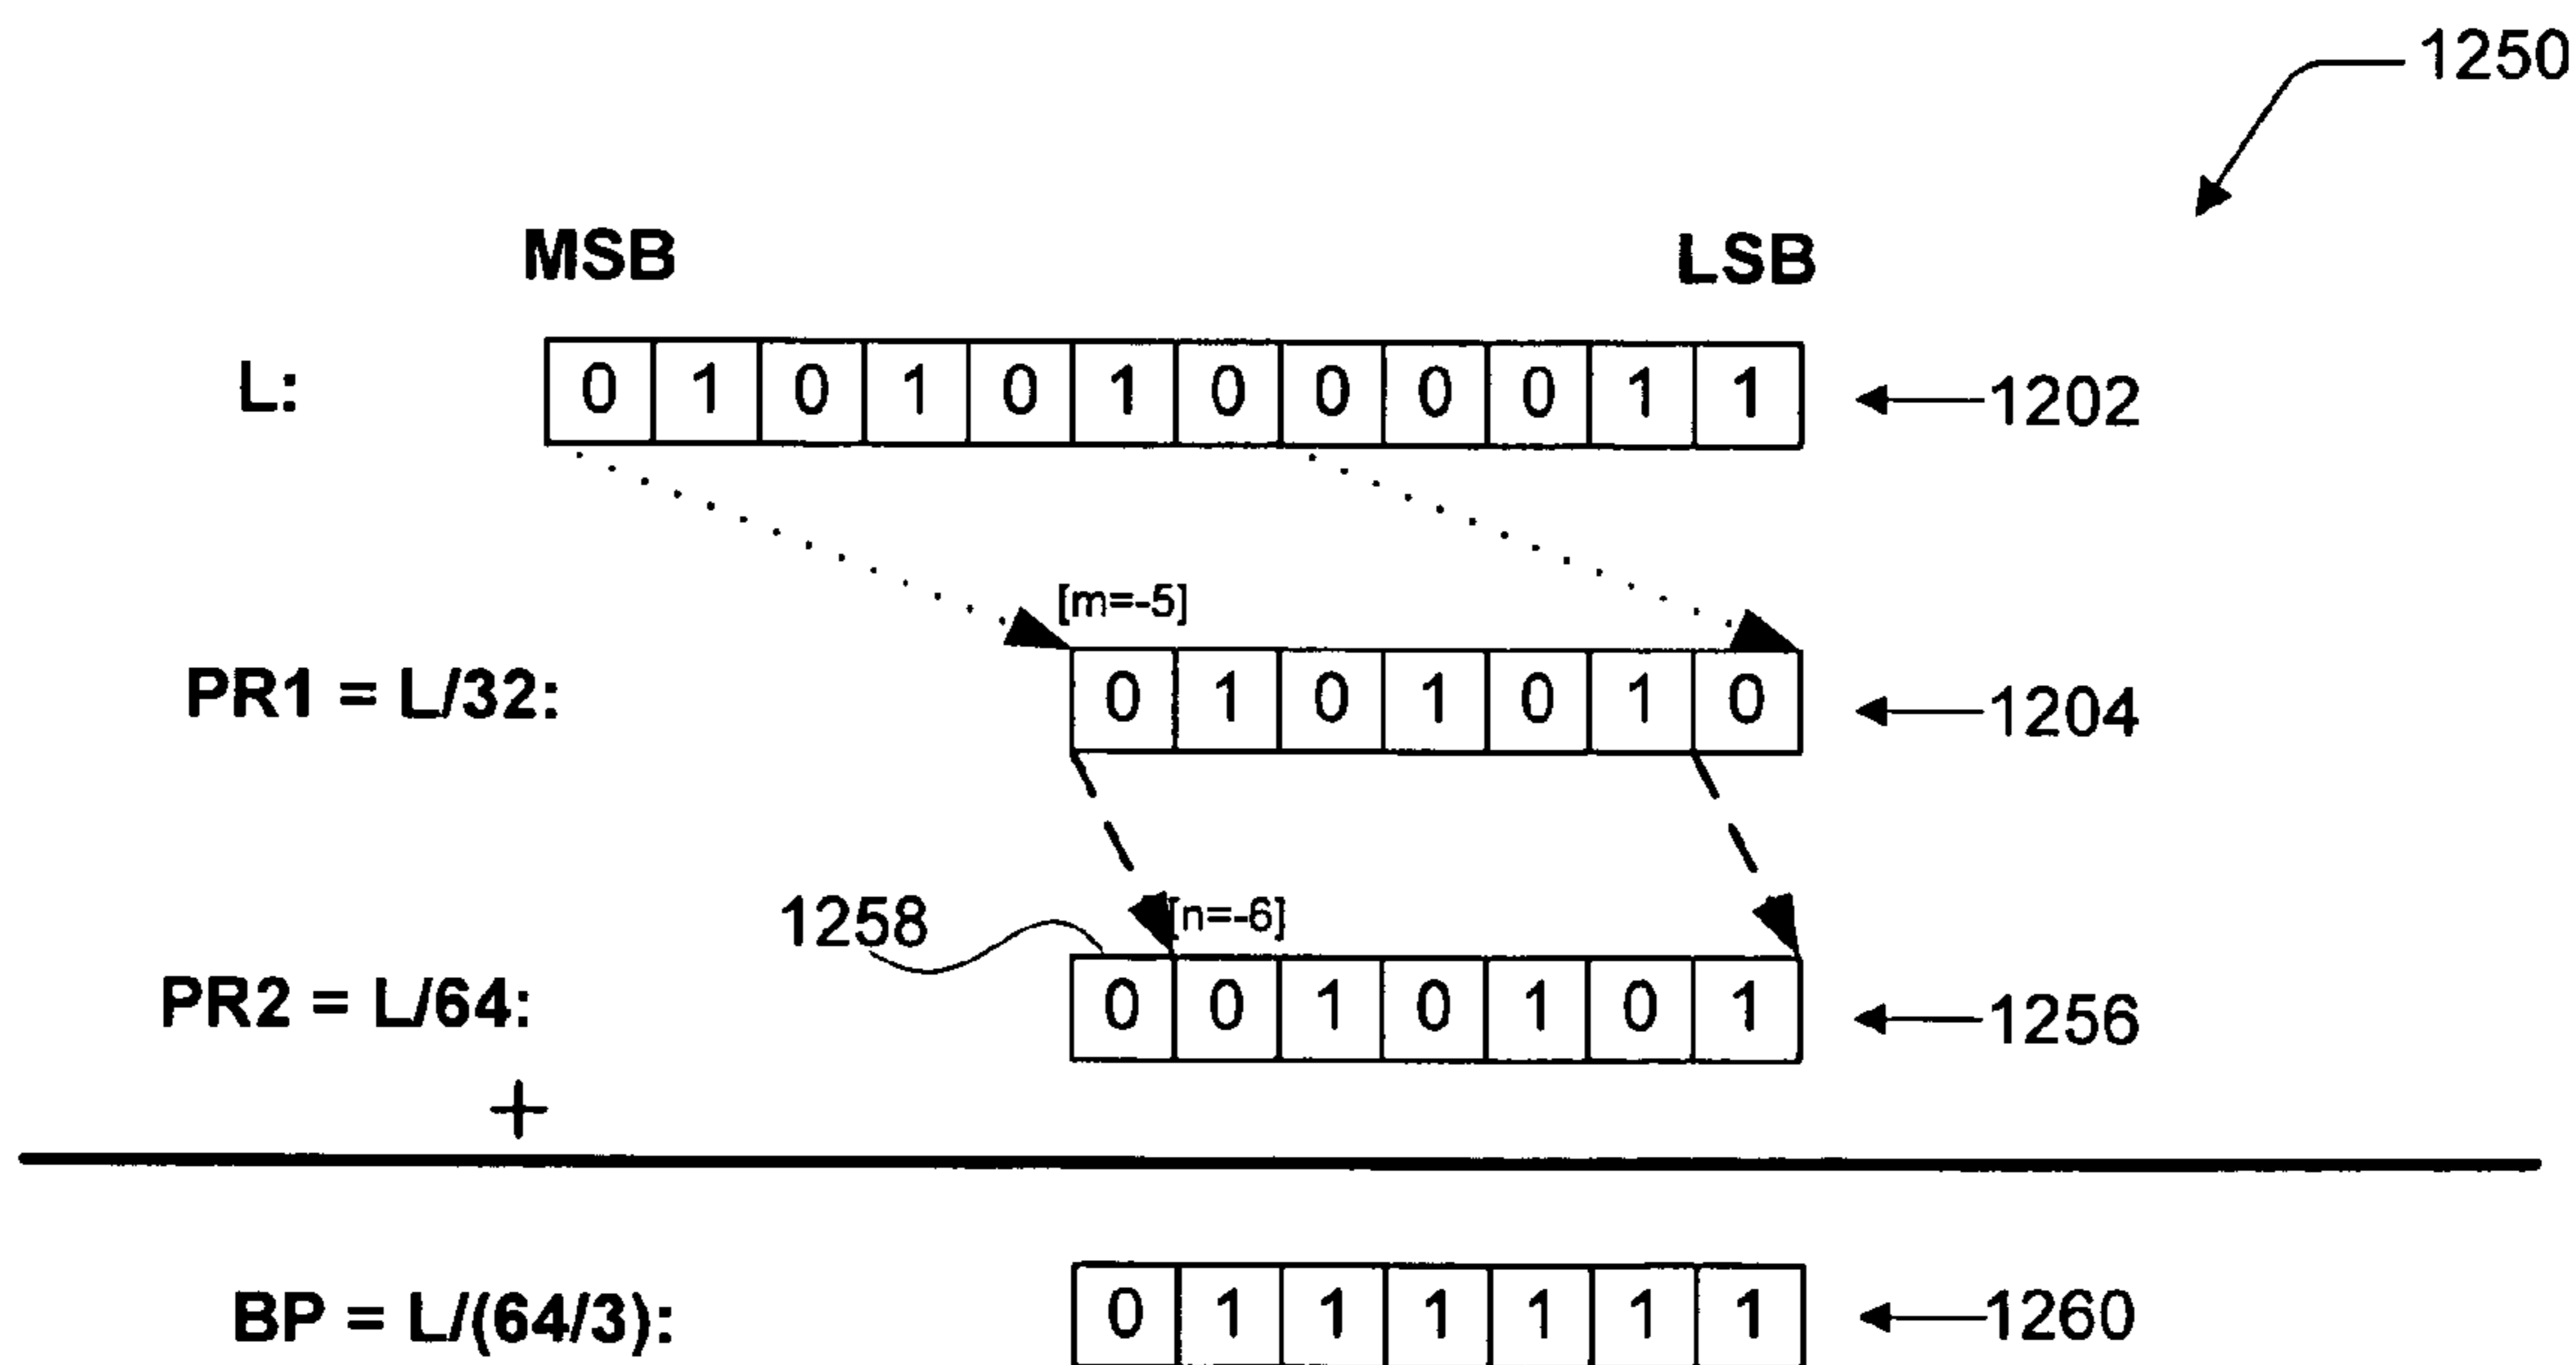 1250
MSB LSB
L: 0 1 0 1 0 1 0 0 0 0 1 1 1202
[m=-5]
PR1 = L/32: 0 1 0 1 0 1 0 1204
1258 [n=-6]
PR2 = L/64: 0 0 1 0 1 0 1 1256
+
BP = L/(64/3): 0 1 1 1 1 1 1 1260